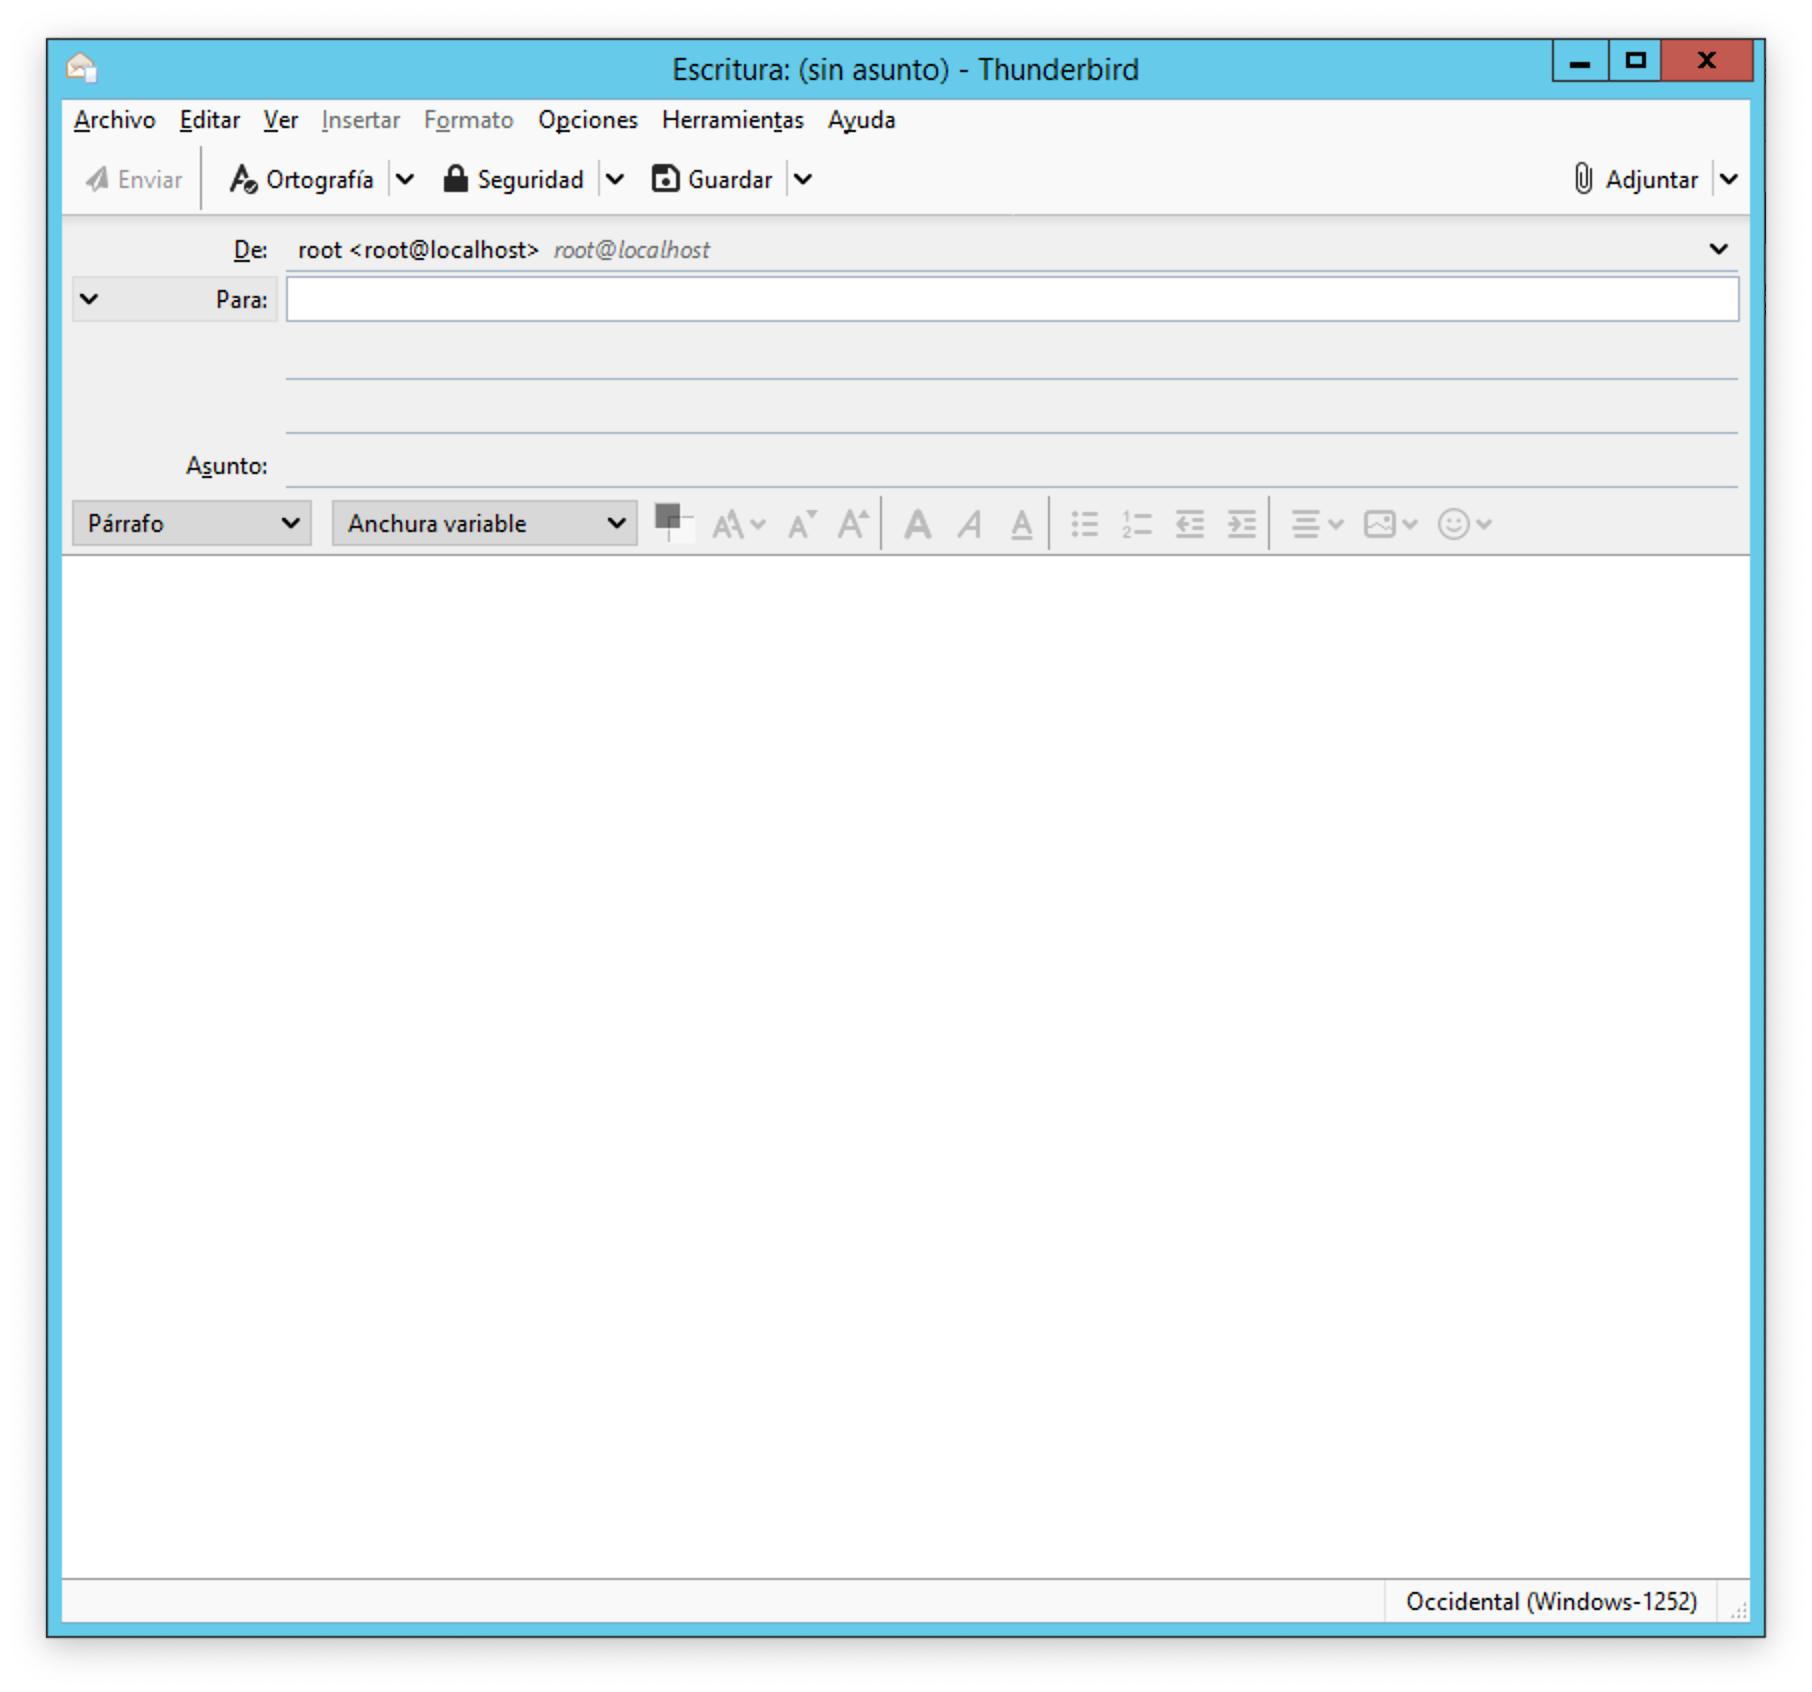 Escritura: (sin asunto) - Thunderbird
Archivo Editar Ver Insertar Formato Opciones Herramientas Ayuda
Enviar Ortografía Seguridad Guardar Adjuntar
De: root <root@localhost> root@localhost
Para:
Asunto:
Párrafo Anchura variable
Occidental (Windows-1252)